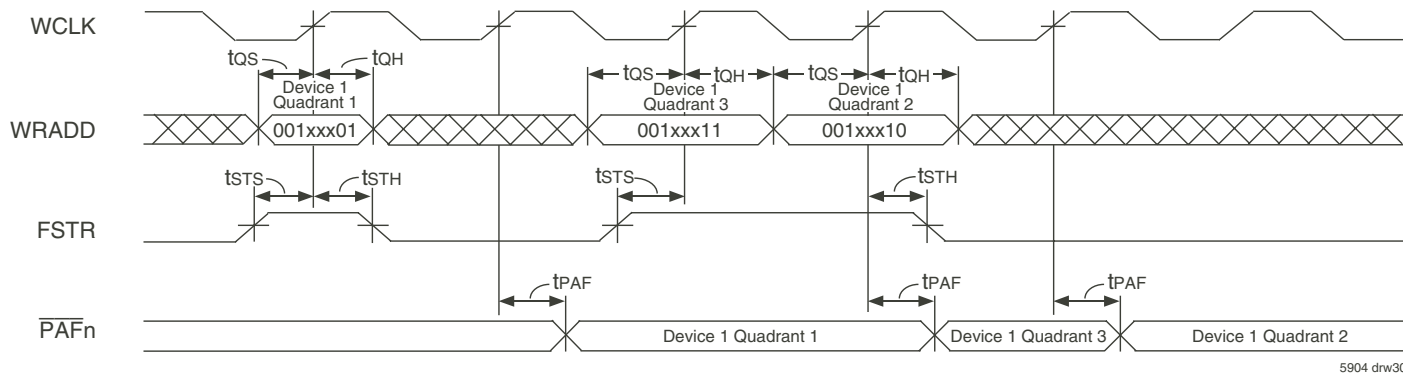 WCLK
tQS tQH tQS tQH tQS tQH
Device 1
Quadrant 1
Device 1
Quadrant 3
Device 1
Quadrant 2
WRADD 001xxx01 001xxx11 001xxx10
tSTS tSTH tSTS tSTH
FSTR
tPAF tPAF tPAF
PAFn Device 1 Quadrant 1 Device 1 Quadrant 3 Device 1 Quadrant 2
5904 drw30